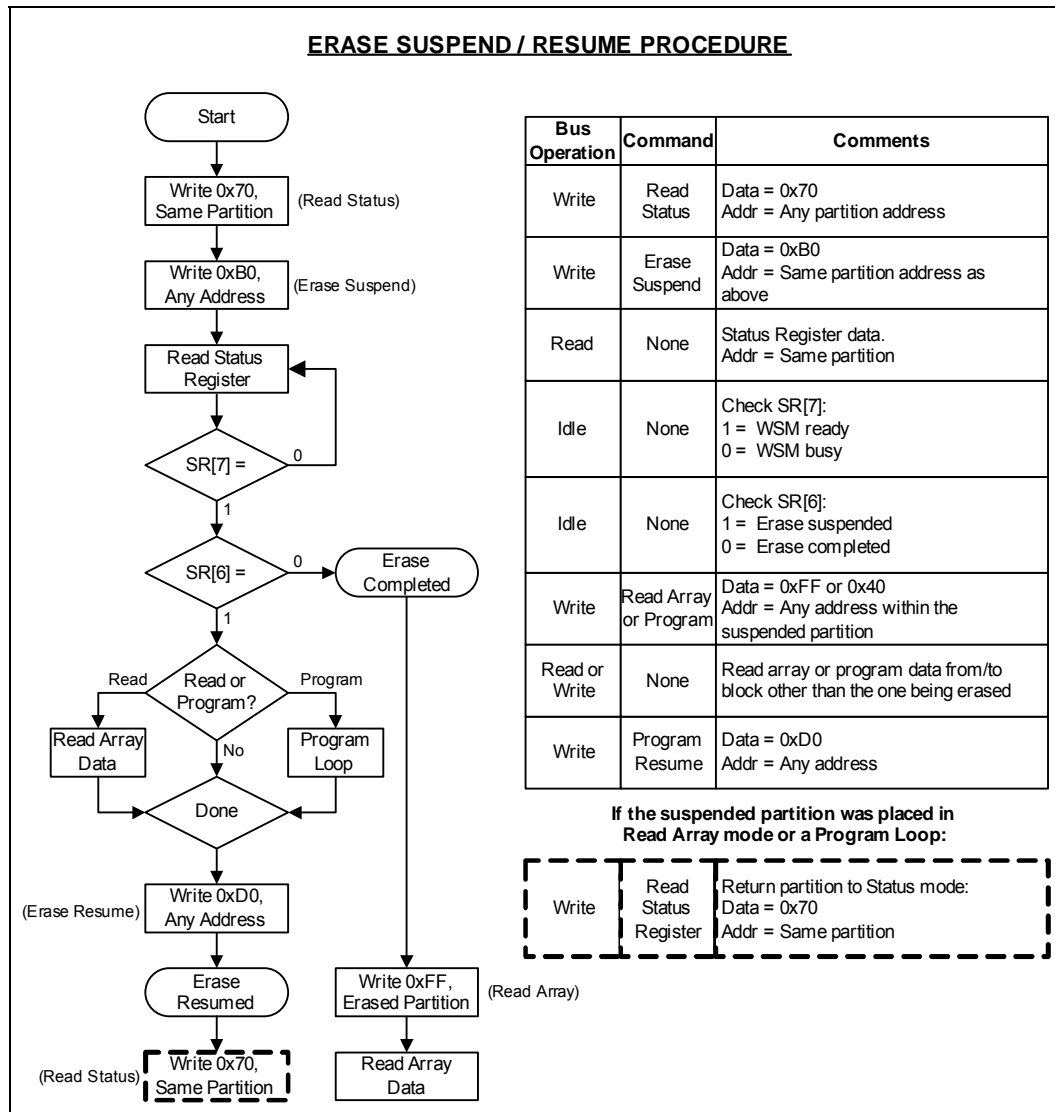 ERASE SUSPEND / RESUME PROCEDURE
Start
Write 0x70,
Same Partition
(Read Status)
Write 0xB0,
Any Address
(Erase Suspend)
Read Status
Register
SR[7] =
0
1
SR[6] =
0
Erase
Completed
1
Read
Read or
Program?
Program
Read Array
Data
No
Program
Loop
Done
(Erase Resume)
Write 0xD0,
Any Address
Erase
Resumed
Write 0xFF,
Erased Partition
(Read Array)
(Read Status)
Write 0x70,
Same Partition
Read Array
Data
Bus
Operation
Command
Comments
Write
Read
Status
Data = 0x70
Addr = Any partition address
Write
Erase
Suspend
Data = 0xB0
Addr = Same partition address as
above
Read
None
Status Register data.
Addr = Same partition
Idle
None
Check SR[7]:
1 = WSM ready
0 = WSM busy
Idle
None
Check SR[6]:
1 = Erase suspended
0 = Erase completed
Write
Read Array
or Program
Data = 0xFF or 0x40
Addr = Any address within the
suspended partition
Read or
Write
None
Read array or program data from/to
block other than the one being erased
Write
Program
Resume
Data = 0xD0
Addr = Any address
If the suspended partition was placed in
Read Array mode or a Program Loop:
Write
Read
Status
Register
Return partition to Status mode:
Data = 0x70
Addr = Same partition